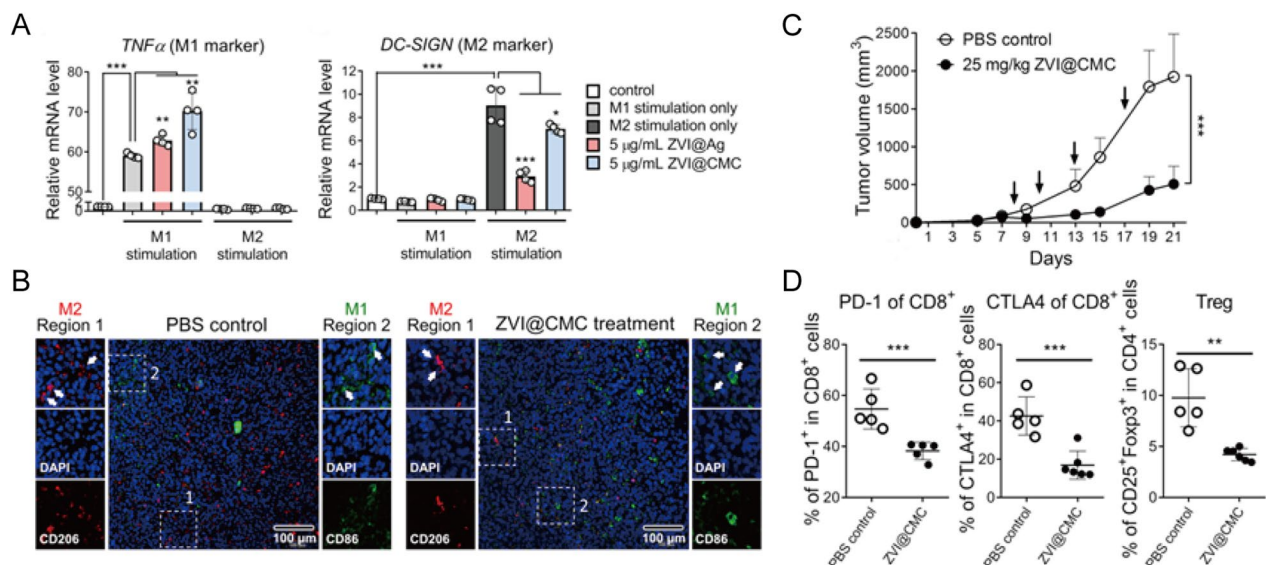 A
TNFα (M1 marker)
Relative mRNA level
80
70
60
50
2
0
***
**
**
M1
stimulation
M2
stimulation
DC-SIGN (M2 marker)
Relative mRNA level
12
10
8
6
4
2
0
***
***
*
M1
stimulation
M2
stimulation
control
M1 stimulation only
M2 stimulation only
5 μg/mL ZVI@Ag
5 μg/mL ZVI@CMC
B
M2
Region 1
PBS control
M1
Region 2
M2
Region 1
ZVI@CMC treatment
M1
Region 2
2
1
1
2
DAPI
DAPI
DAPI
DAPI
CD206
100 μm
CD86
CD206
100 μm
CD86
C
Tumor volume (mm³)
2500
2000
1500
1000
500
0
PBS control
25 mg/kg ZVI@CMC
***
1 3 5 7 9 11 13 15 17 19 21
Days
D
PD-1 of CD8⁺
% of PD-1⁺ in CD8⁺ cells
80
60
40
20
***
PBS control
ZVI@CMC
CTLA4 of CD8⁺
% of CTLA4⁺ in CD8⁺ cells
80
60
40
20
0
***
PBS control
ZVI@CMC
Treg
% of CD25⁺Foxp3⁺ in CD4⁺ cells
15
10
5
0
**
PBS control
ZVI@CMC